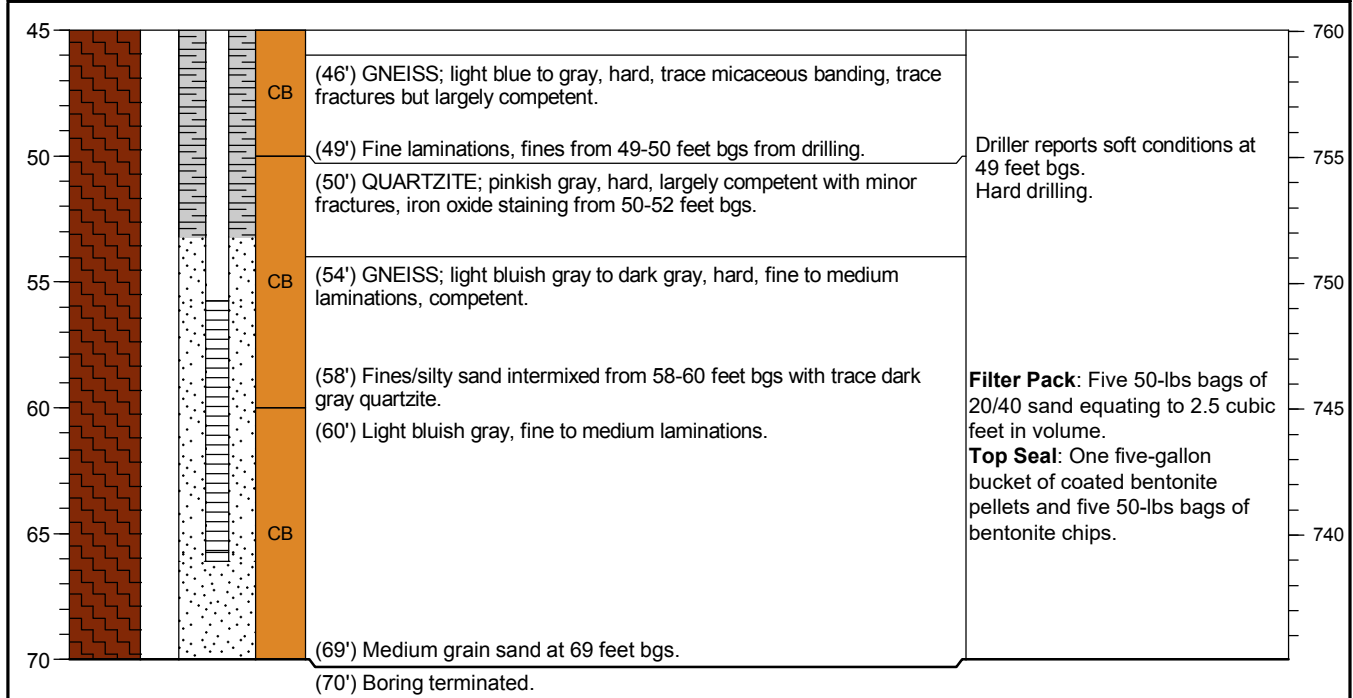 45
760
(46') GNEISS; light blue to gray, hard, trace micaceous banding, trace
fractures but largely competent.
CB
(49') Fine laminations, fines from 49-50 feet bgs from drilling.
Driller reports soft conditions at
49 feet bgs.
Hard drilling.
50
755
(50') QUARTZITE; pinkish gray, hard, largely competent with minor
fractures, iron oxide staining from 50-52 feet bgs.
(54') GNEISS; light bluish gray to dark gray, hard, fine to medium
laminations, competent.
55
CB
750
(58') Fines/silty sand intermixed from 58-60 feet bgs with trace dark
gray quartzite.
60
745
(60') Light bluish gray, fine to medium laminations.
Filter Pack: Five 50-lbs bags of
20/40 sand equating to 2.5 cubic
feet in volume.
Top Seal: One five-gallon
bucket of coated bentonite
pellets and five 50-lbs bags of
bentonite chips.
65
CB
740
(69') Medium grain sand at 69 feet bgs.
70
(70') Boring terminated.